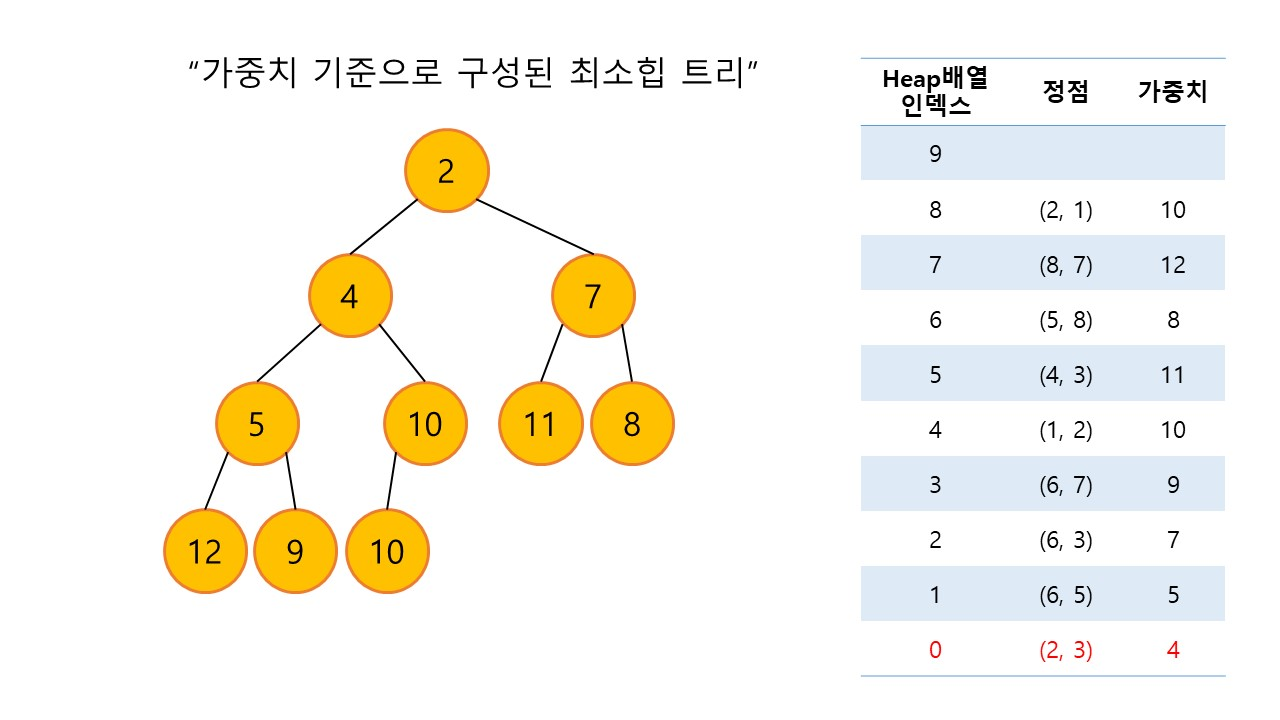 “가중치 기준으로 구성된 최소힙 트리”
2
4 7
5 10 11 8
12 9 10
Heap배열
인덱스 정점 가중치
9
8 (2, 1) 10
7 (8, 7) 12
6 (5, 8) 8
5 (4, 3) 11
4 (1, 2) 10
3 (6, 7) 9
2 (6, 3) 7
1 (6, 5) 5
0 (2, 3) 4